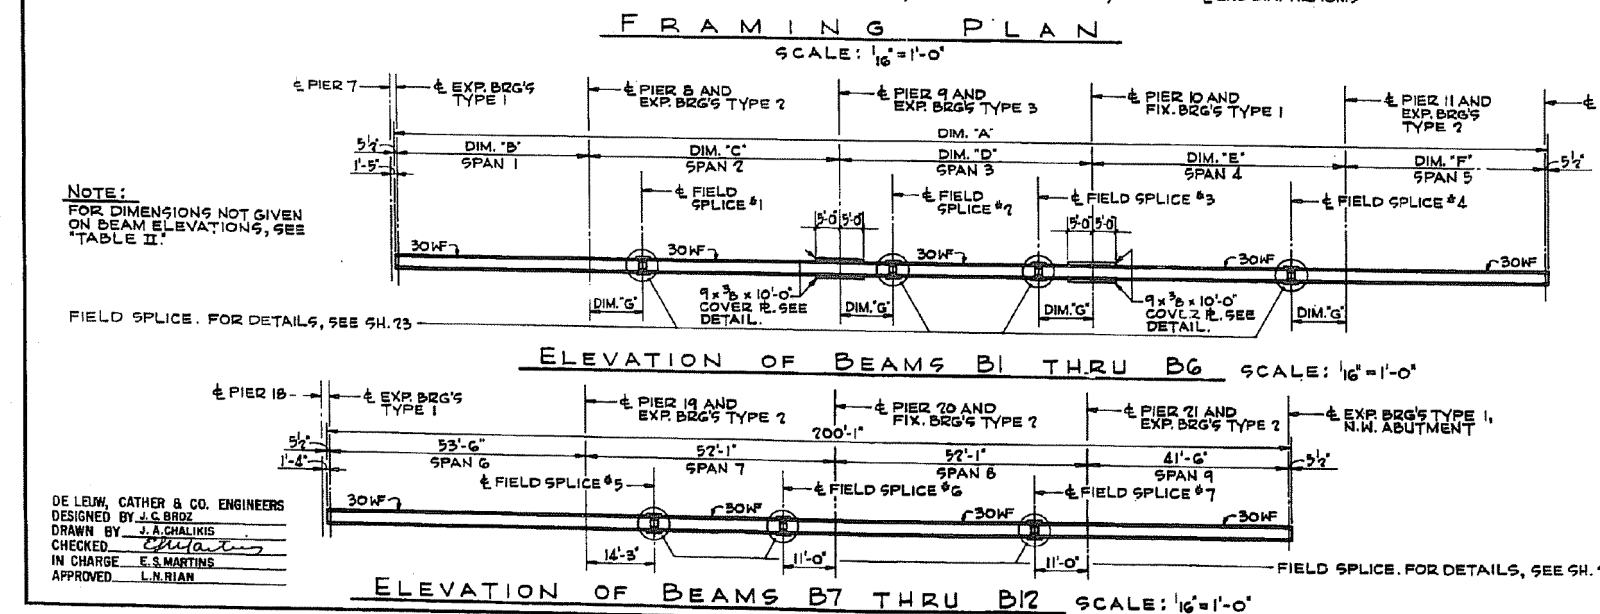 FRAMING PLAN
SCALE: 1/16"=1'-0"
℄ PIER 7
℄ EXP. BRG'S
TYPE 1
℄ PIER 8 AND
EXP. BRG'S TYPE 2
℄ PIER 9 AND
EXP. BRG'S TYPE 3
℄ PIER 10 AND
FIX. BRG'S TYPE 1
℄ PIER 11 AND
EXP. BRG'S
TYPE 2
℄
DIM. "A"
5½"
1'-5"
DIM. "B"
SPAN 1
DIM. "C"
SPAN 2
DIM. "D"
SPAN 3
DIM. "E"
SPAN 4
DIM. "F"
SPAN 5
5½"
NOTE:
FOR DIMENSIONS NOT GIVEN
ON BEAM ELEVATIONS, SEE
"TABLE II."
℄ FIELD
SPLICE #1
℄ FIELD
SPLICE #2
℄ FIELD SPLICE #3
℄ FIELD SPLICE #4
5'-0" 5'-0"
5'-0" 5'-0"
30WF
30WF
30WF
30WF
30WF
DIM. "G"
9 x 3/8 x 10'-0"
COVER ℄. SEE
DETAIL.
DIM. "G"
DIM. "G"
9 x 3/8 x 10'-0"
COVER ℄. SEE
DETAIL.
DIM. "G"
FIELD SPLICE. FOR DETAILS, SEE SH. 23
ELEVATION OF BEAMS B1 THRU B6 SCALE: 1/16"=1'-0"
℄ PIER 18
℄ EXP. BRG'S
TYPE 1
℄ PIER 19 AND
EXP. BRG'S TYPE 2
℄ PIER 20 AND
FIX. BRG'S TYPE 2
℄ PIER 21 AND
EXP. BRG'S TYPE 2
℄ EXP. BRG'S TYPE 1,
N.W. ABUTMENT
200'-1"
5½"
1'-4"
53'-6"
SPAN 6
52'-1"
SPAN 7
52'-1"
SPAN 8
41'-6"
SPAN 9
5½"
℄ FIELD SPLICE #5
℄ FIELD SPLICE #6
℄ FIELD SPLICE #7
30WF
30WF
30WF
30WF
14'-3"
11'-0"
11'-0"
FIELD SPLICE. FOR DETAILS, SEE SH.
DE LEUW, CATHER & CO. ENGINEERS
DESIGNED BY J.C. BROZ
DRAWN BY J.A. CHALIKIS
CHECKED
IN CHARGE E.S. MARTINS
APPROVED L.N. RIAN
ELEVATION OF BEAMS B7 THRU B12 SCALE: 1/16"=1'-0"